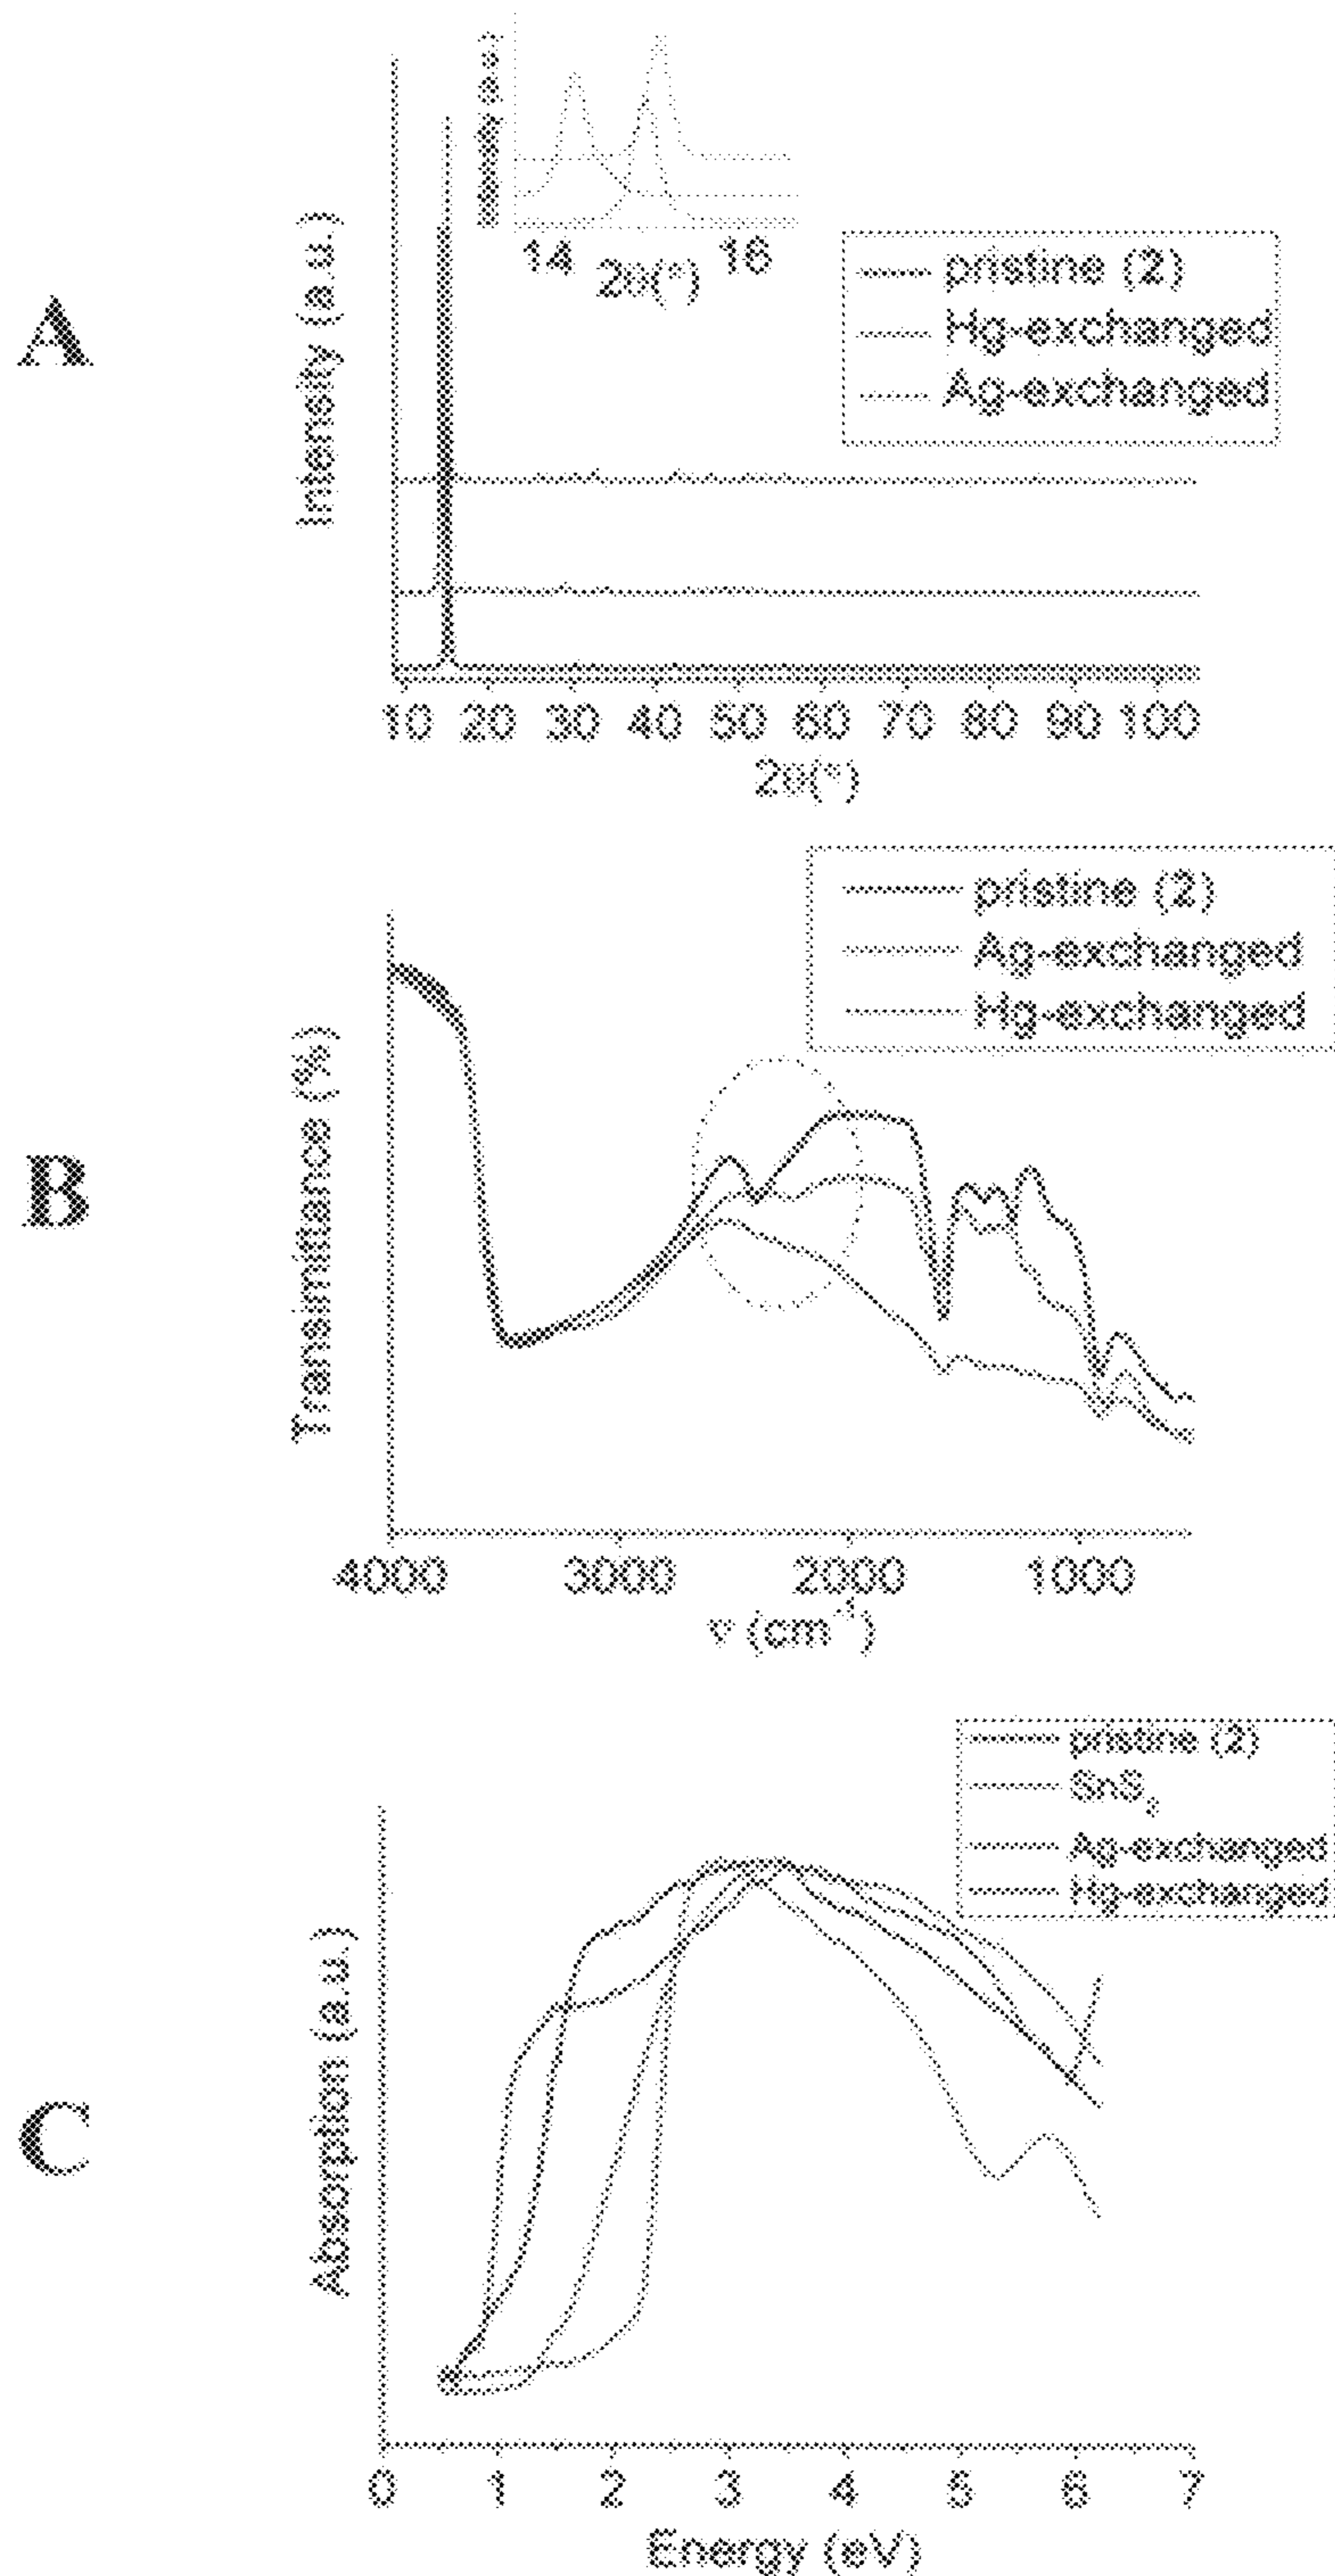 A
Intensity (a.u.)
Intensity (a.u.)
14 16
2θ(°)
pristine (2)
Hg-exchanged
Ag-exchanged
10 20 30 40 50 60 70 80 90 100
2θ(°)
B
Transmittance (%)
pristine (2)
Ag-exchanged
Hg-exchanged
4000 3000 2000 1000
ν (cm⁻¹)
C
Absorption (a.u.)
pristine (2)
SnS₂
Ag-exchanged
Hg-exchanged
0 1 2 3 4 5 6 7
Energy (eV)